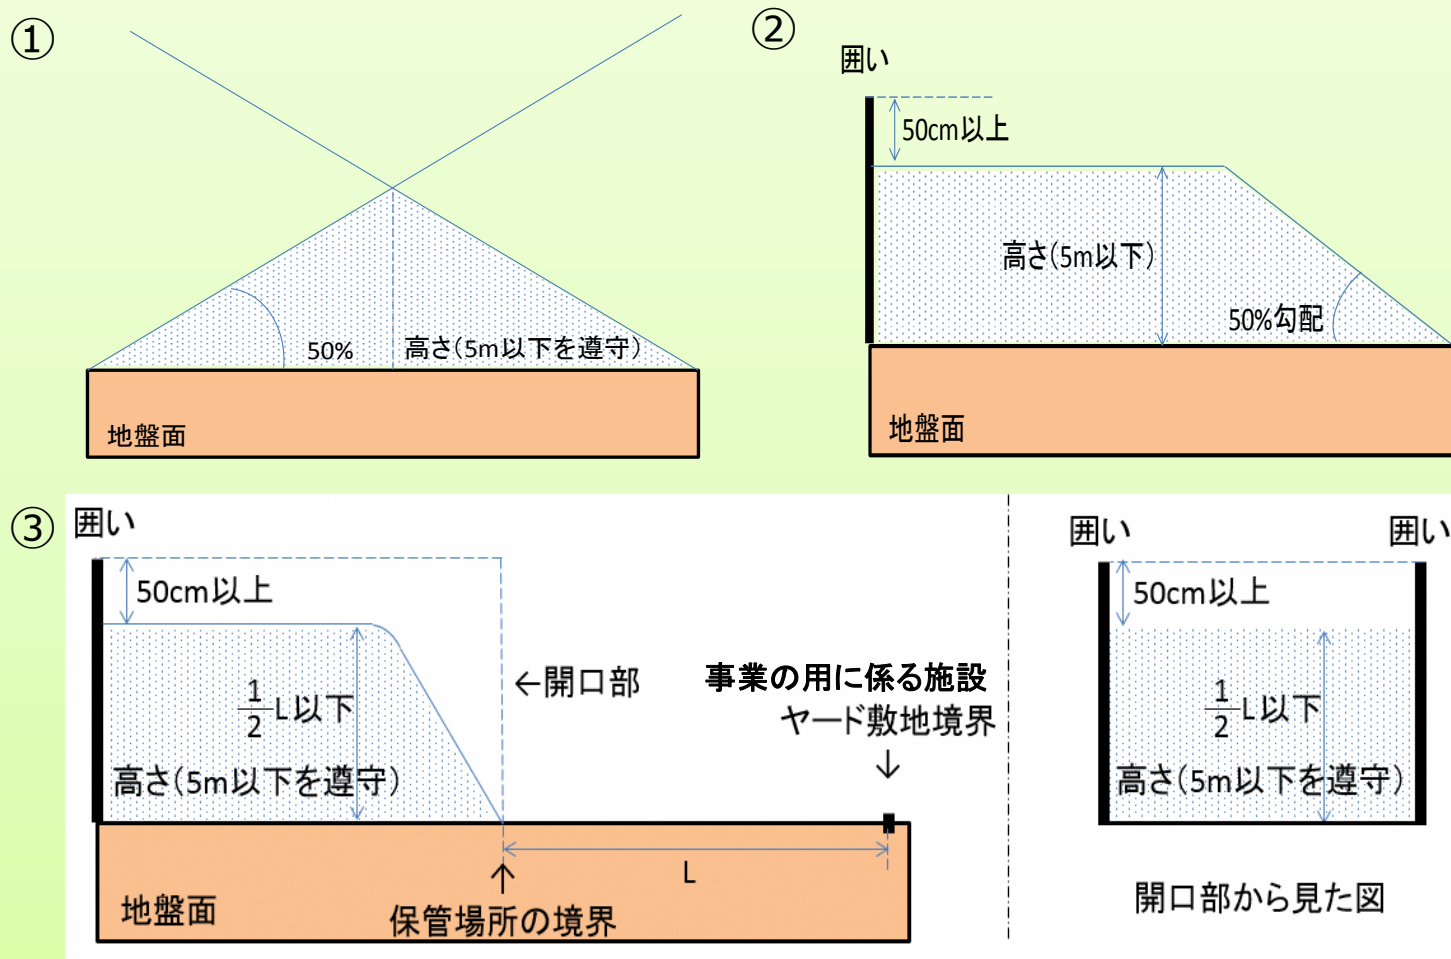 ①
50%
高さ(5m以下を遵守)
地盤面
②
囲い
50cm以上
高さ(5m以下)
50%勾配
地盤面
③
囲い
50cm以上
1
2
L以下
高さ(5m以下を遵守)
←開口部
事業の用に係る施設
ヤード敷地境界
↓
L
↑
地盤面
保管場所の境界
囲い
囲い
50cm以上
1
2
L以下
高さ(5m以下を遵守)
開口部から見た図